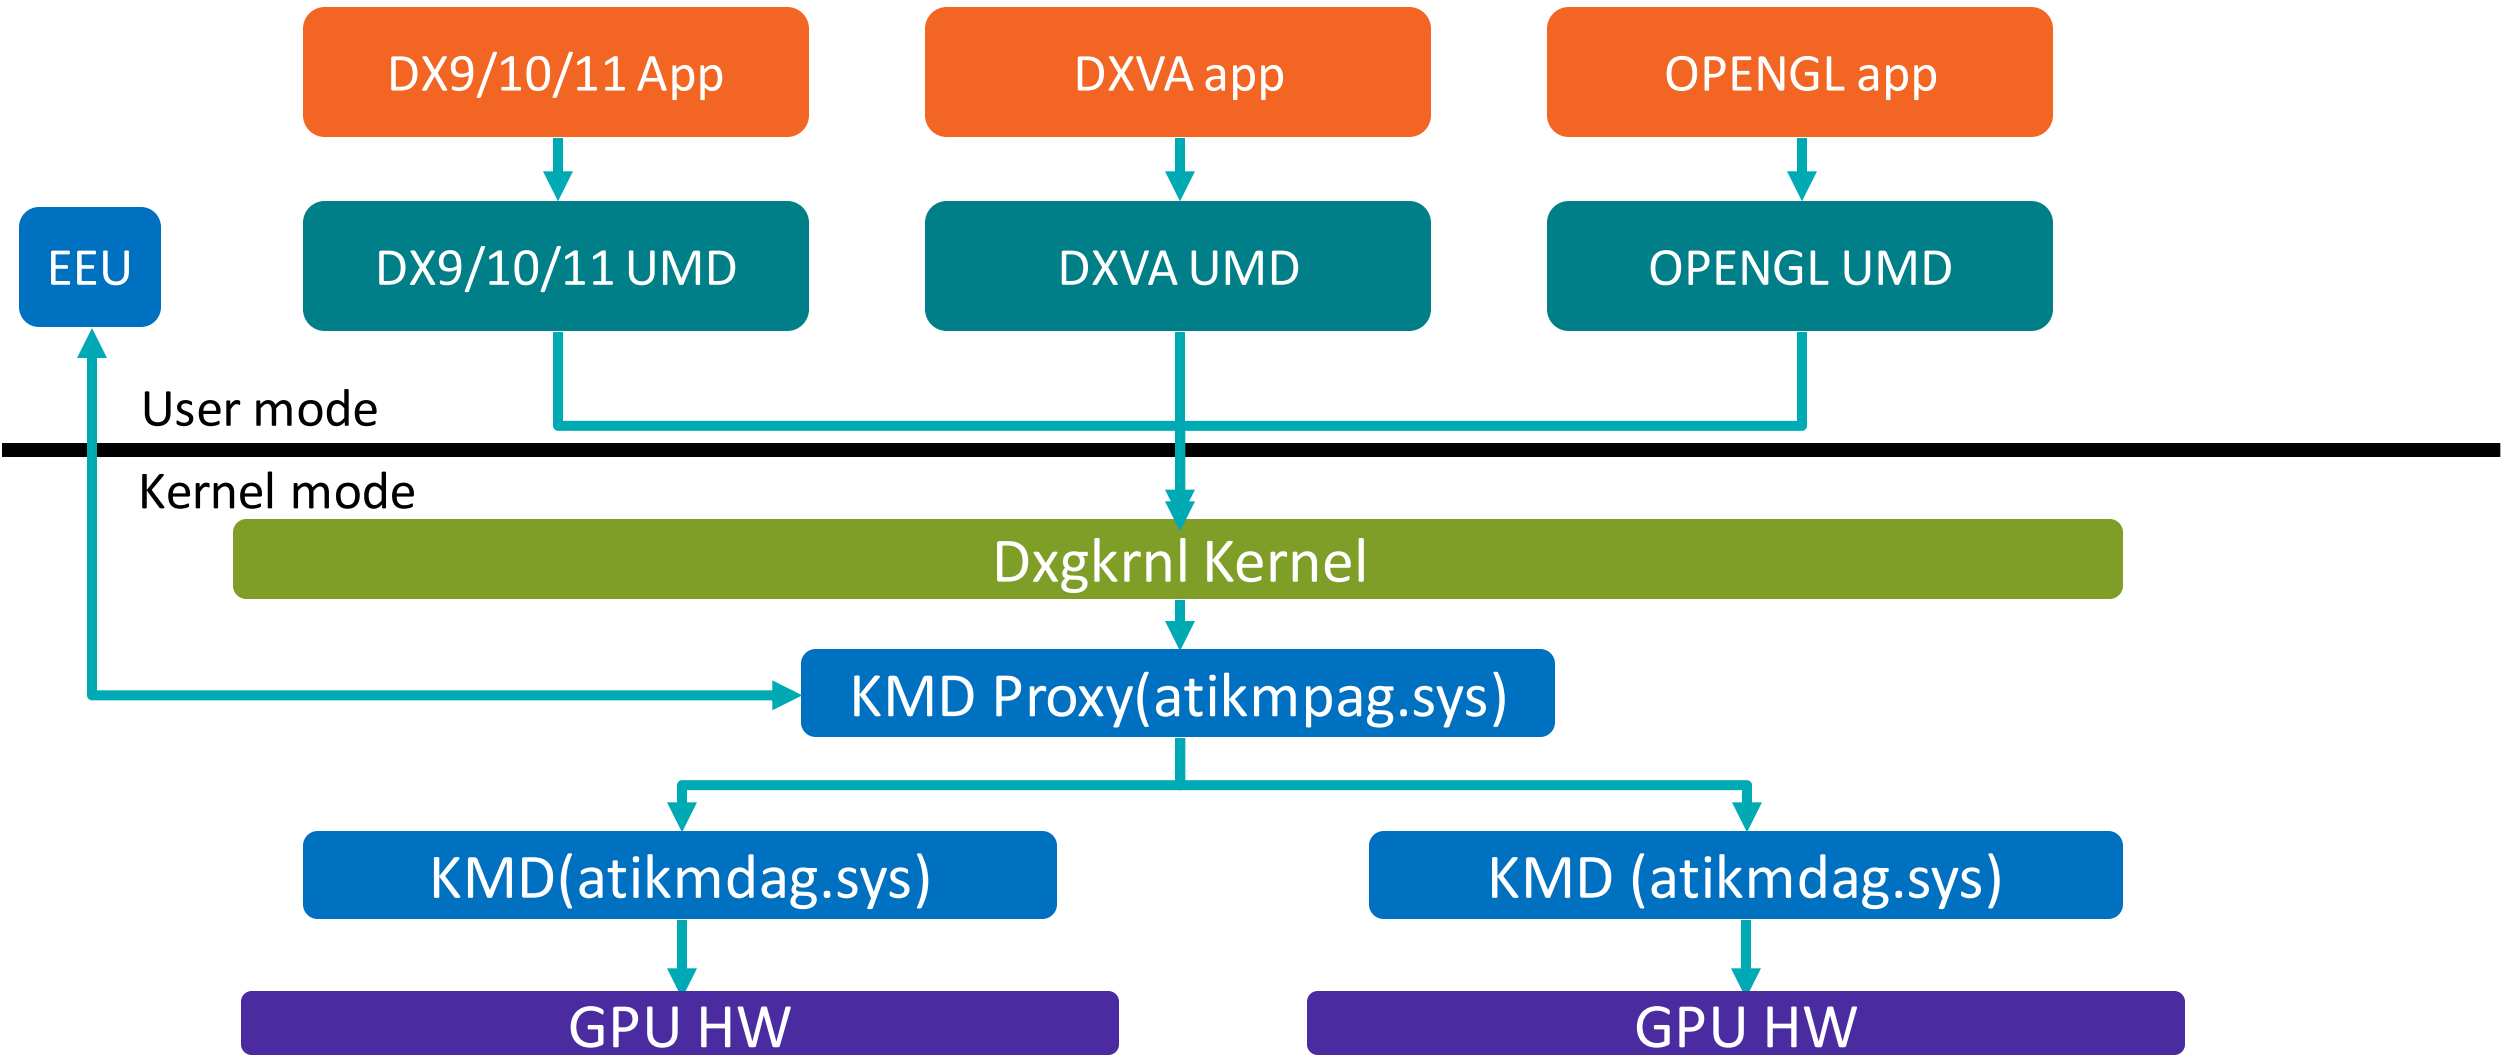 DX9/10/11 App
DXVA app
OPENGL app
EEU
DX9/10/11 UMD
DXVA UMD
OPENGL UMD
User mode
Kernel mode
Dxgkrnl Kernel
KMD Proxy(atikmpag.sys)
KMD(atikmdag.sys)
KMD(atikmdag.sys)
GPU HW
GPU HW